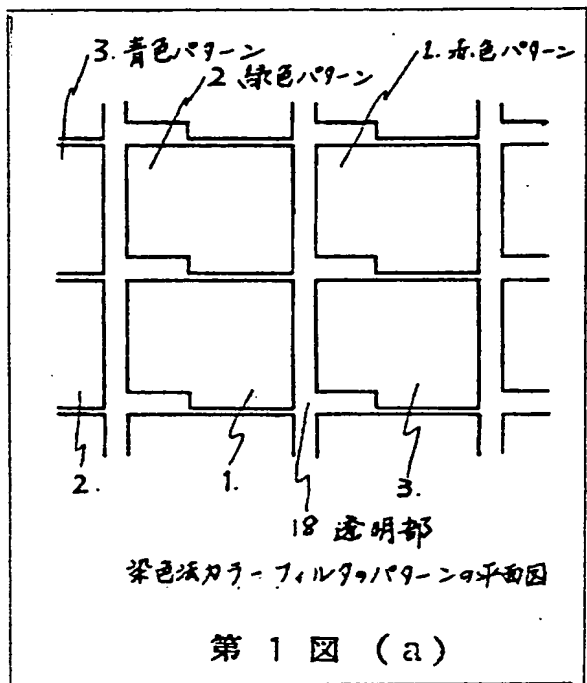 3. 青色パターン
2. 緑色パターン
1. 赤色パターン
2.
1.
3.
18 透明部
染色法カラーフィルタのパターンの平面図
第 1 図 (a)